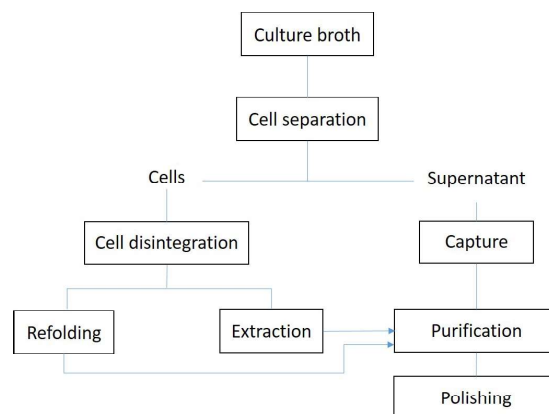 Culture broth
Cell separation
Cells
Supernatant
Cell disintegration
Capture
Refolding
Extraction
Purification
Polishing